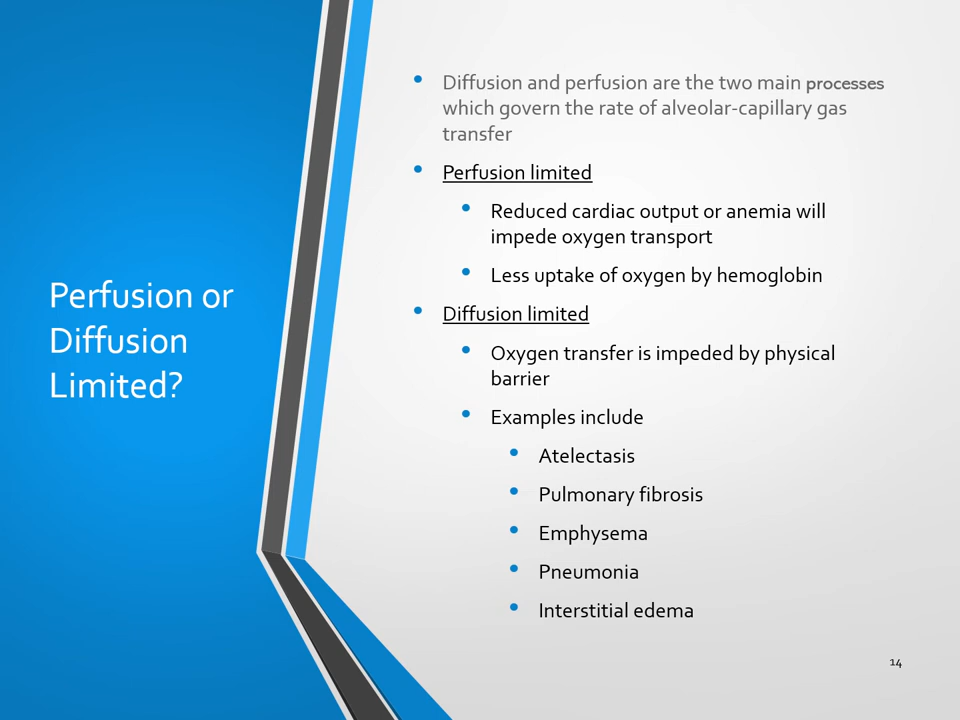 Perfusion or
Diffusion
Limited?
Diffusion and perfusion are the two main processes
which govern the rate of alveolar-capillary gas
transfer
Perfusion limited
Reduced cardiac output or anemia will
impede oxygen transport
Less uptake of oxygen by hemoglobin
Diffusion limited
Oxygen transfer is impeded by physical
barrier
Examples include
Atelectasis
Pulmonary fibrosis
Emphysema
Pneumonia
Interstitial edema
14